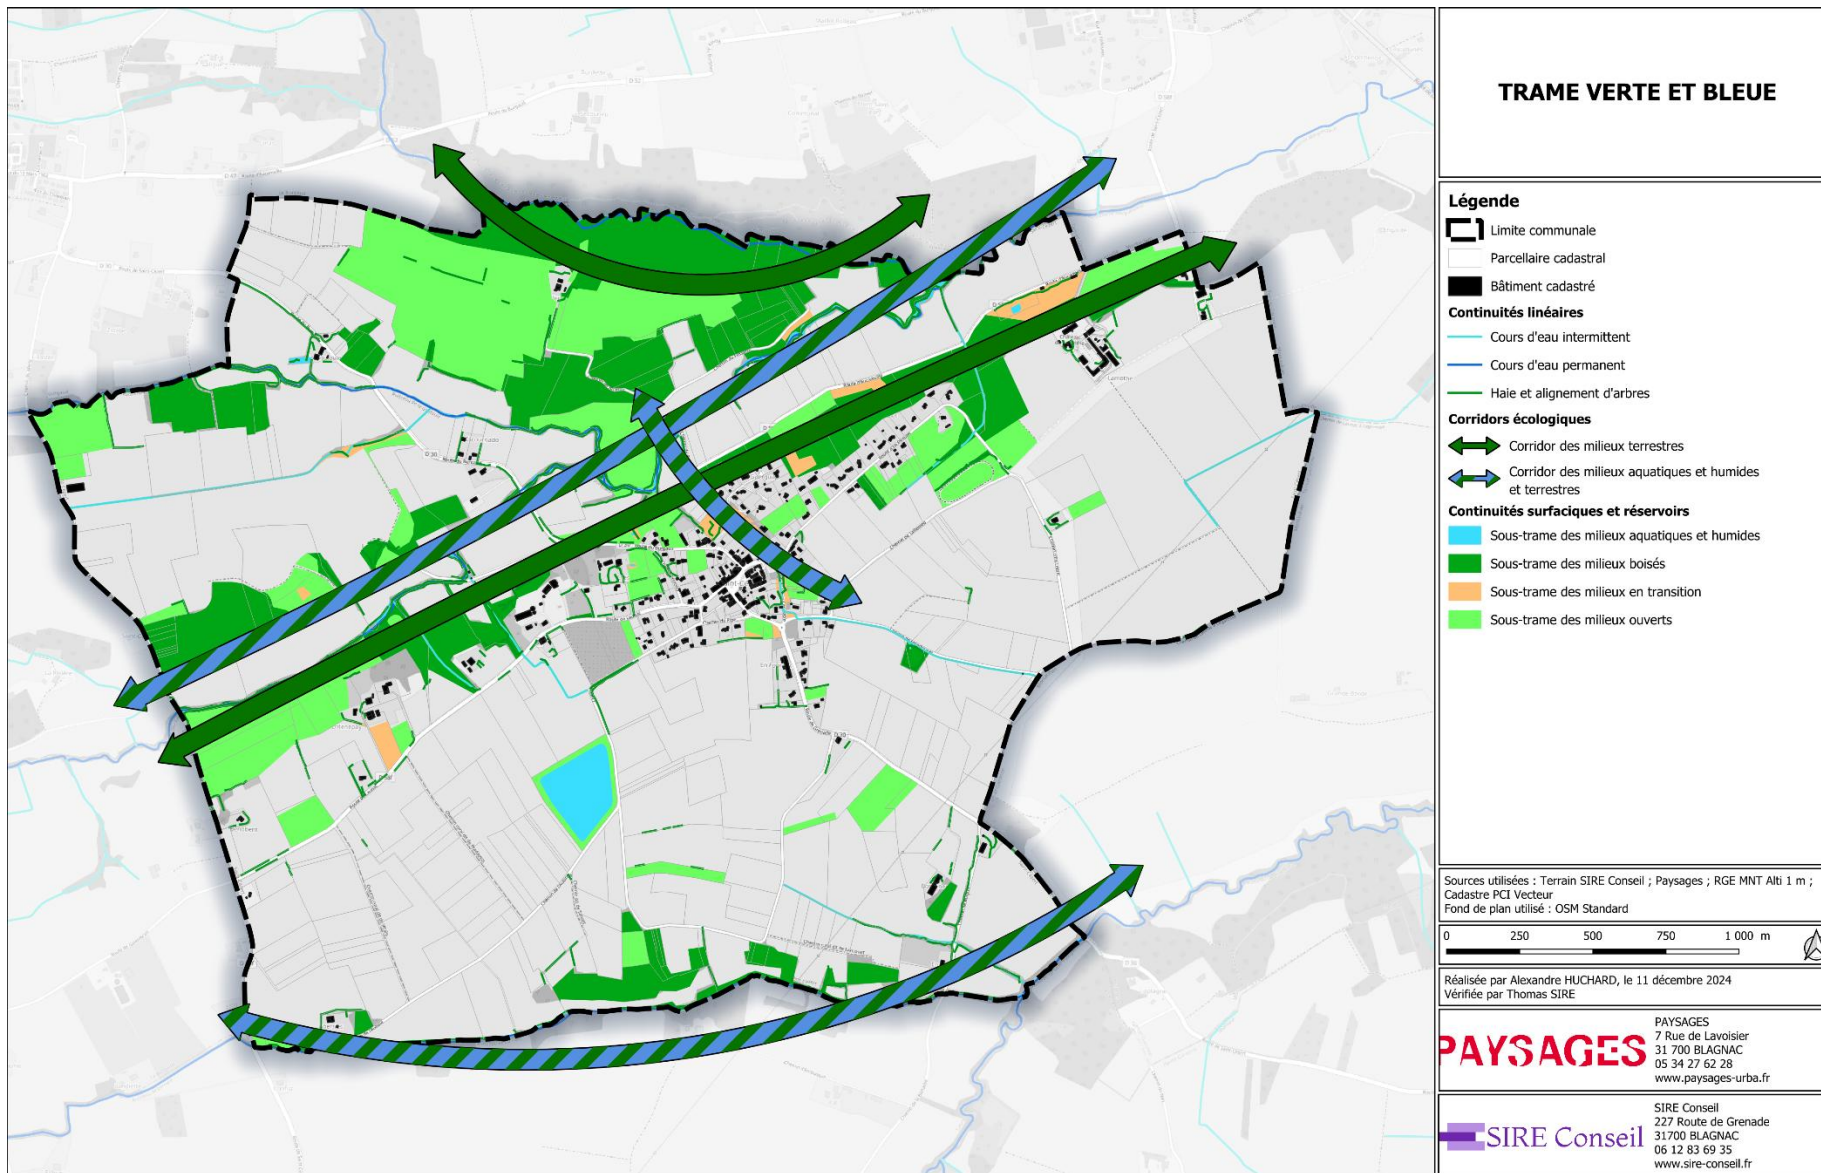 TRAME VERTE ET BLEUE
Légende
Limite communale
Parcellaire cadastral
Bâtiment cadastré
Continuités linéaires
Cours d'eau intermittent
Cours d'eau permanent
Haie et alignement d'arbres
Corridors écologiques
Corridor des milieux terrestres
Corridor des milieux aquatiques et humides
et terrestres
Continuités surfaciques et réservoirs
Sous-trame des milieux aquatiques et humides
Sous-trame des milieux boisés
Sous-trame des milieux en transition
Sous-trame des milieux ouverts
Sources utilisées : Terrain SIRE Conseil ; Paysages ; RGE MNT Alti 1 m ;
Cadastre PCI Vecteur
Fond de plan utilisé : OSM Standard
0 250 500 750 1 000 m
Réalisée par Alexandre HUCHARD, le 11 décembre 2024
Vérifiée par Thomas SIRE
PAYSAGES
PAYSAGES
7 Rue de Lavoisier
31 700 BLAGNAC
05 34 27 62 28
www.paysages-urba.fr
SIRE Conseil
SIRE Conseil
227 Route de Grenade
31700 BLAGNAC
06 12 83 69 35
www.sire-conseil.fr